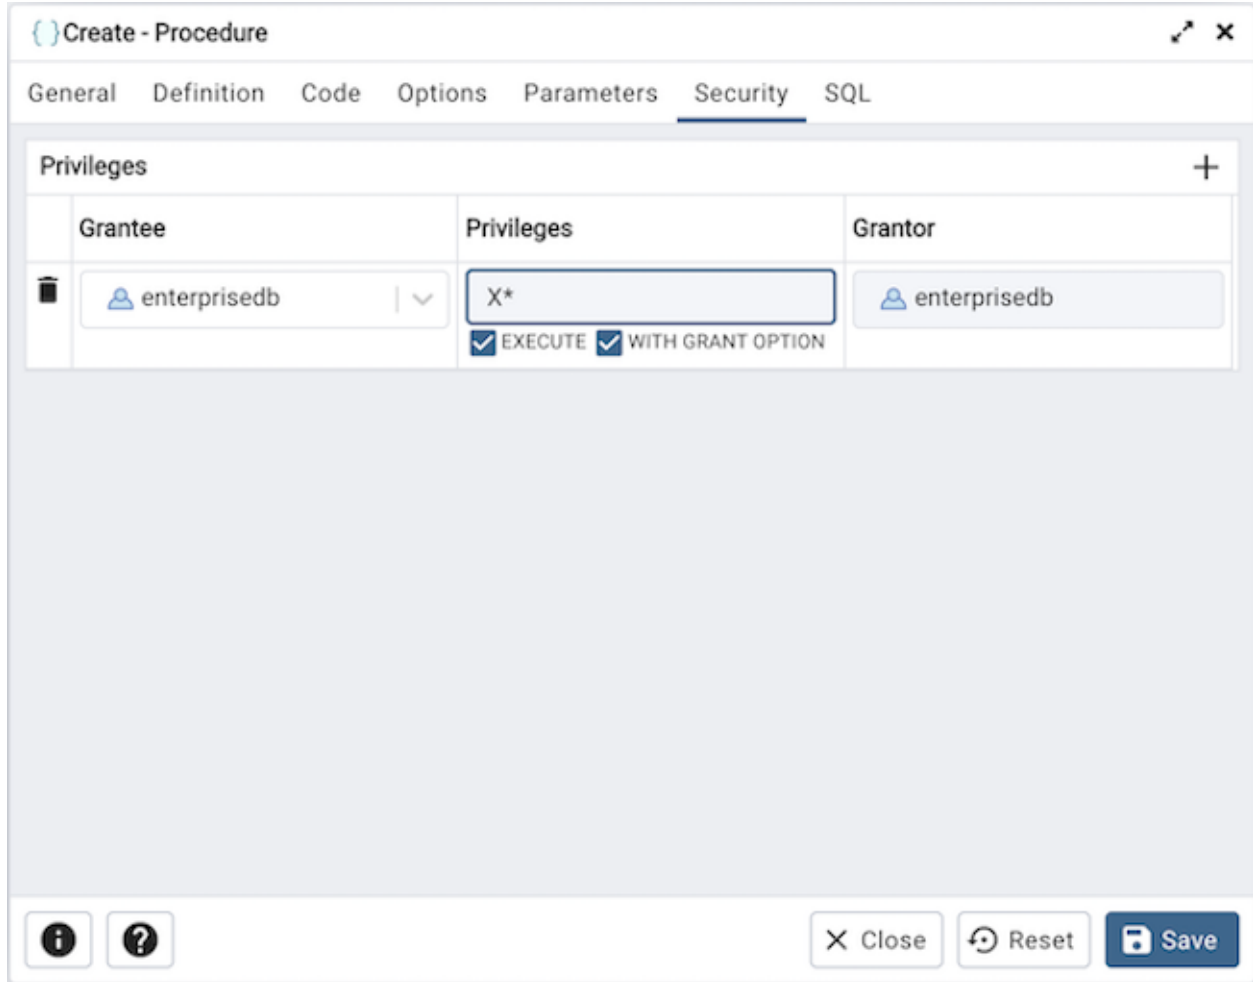 {}Create - Procedure
General Definition Code Options Parameters Security SQL
Privileges
Grantee Privileges Grantor
enterprisedb X* enterprisedb
EXECUTE WITH GRANT OPTION
Close Reset Save